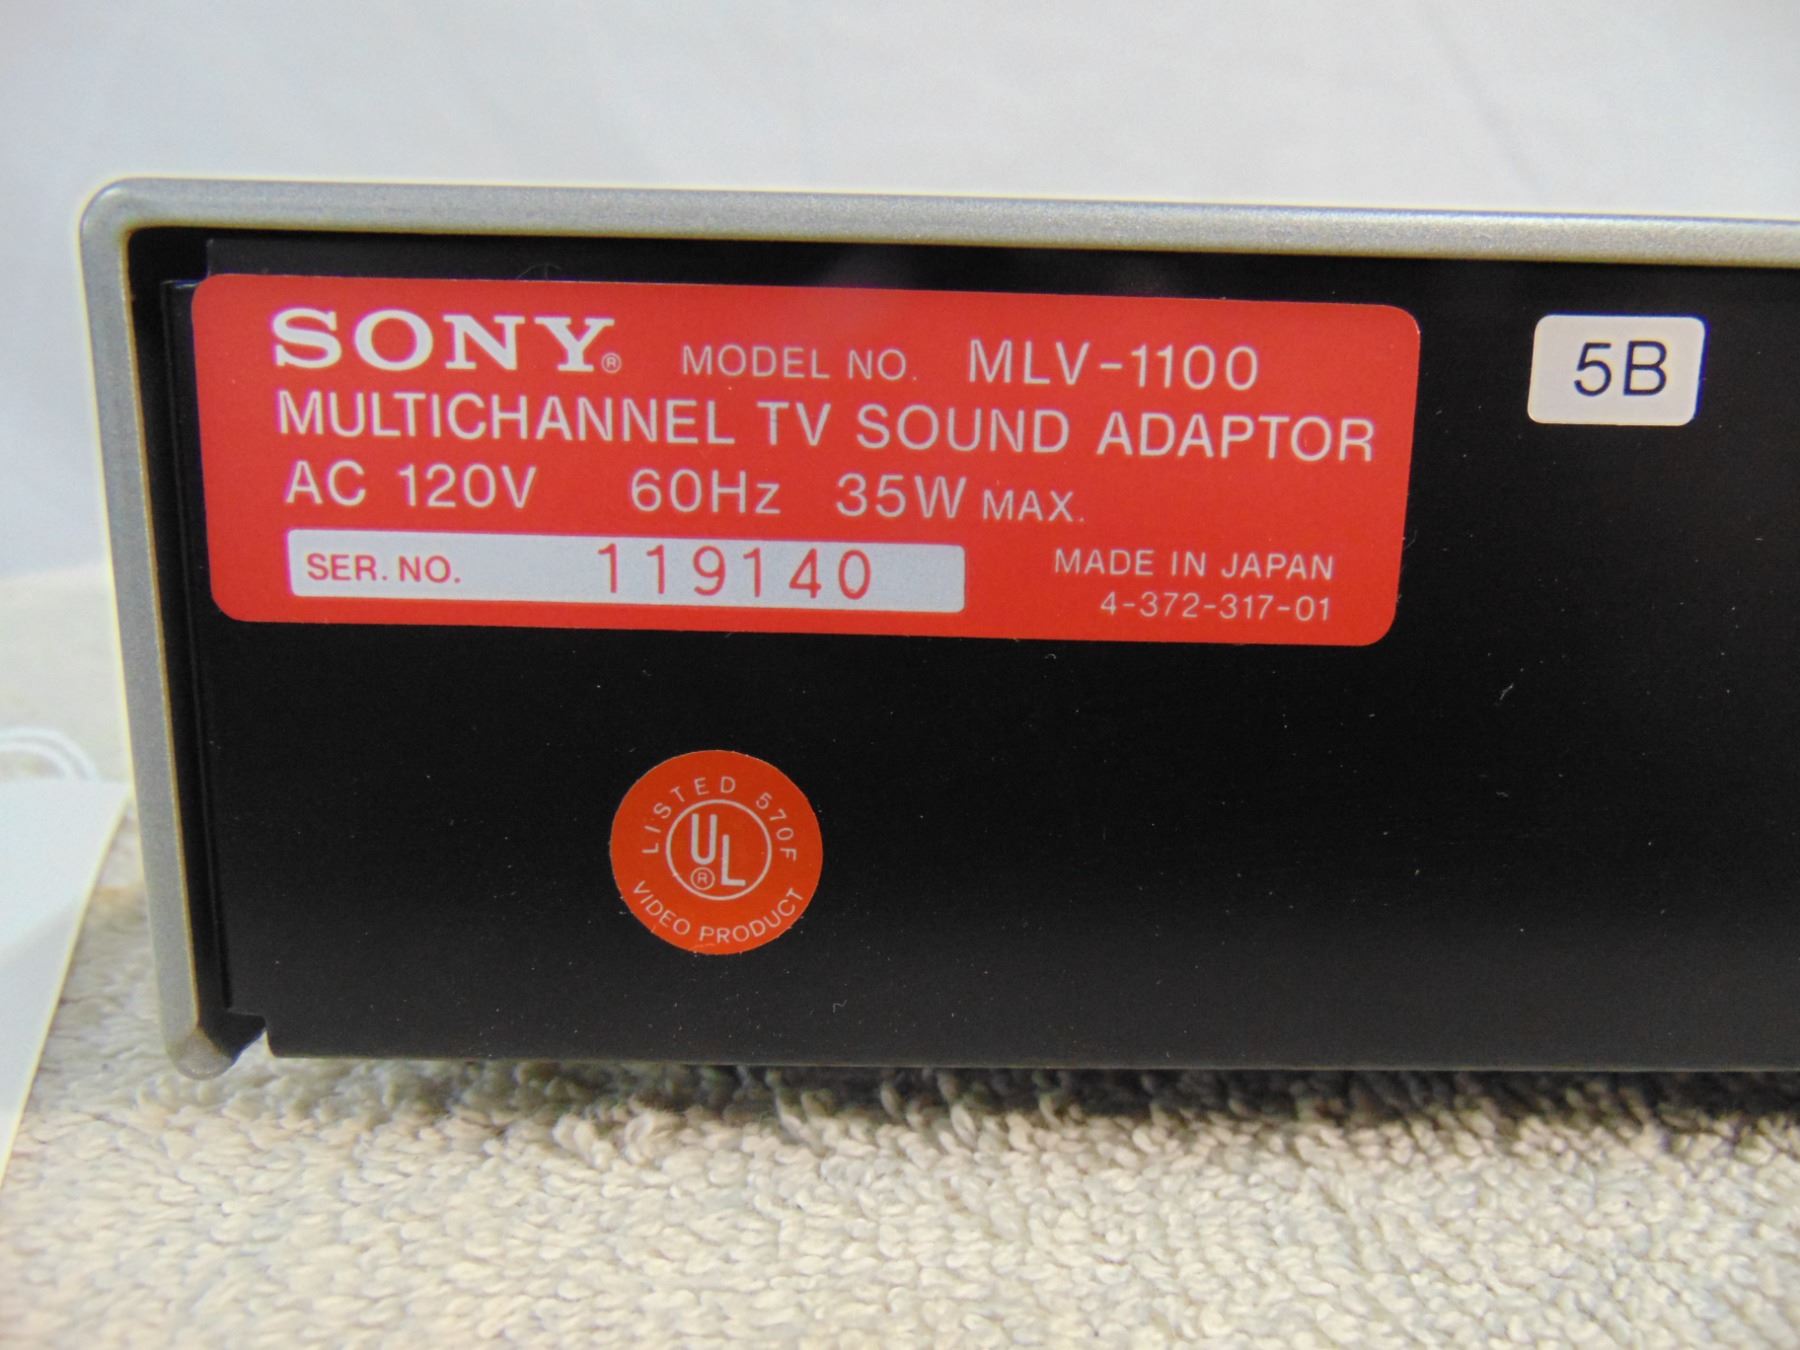 SONY® MODEL NO. MLV-1100
MULTICHANNEL TV SOUND ADAPTOR
AC 120V 60Hz 35W MAX.
SER. NO. 119140
MADE IN JAPAN
4-372-317-01
5B
LISTED 570F
UL®
VIDEO PRODUCT